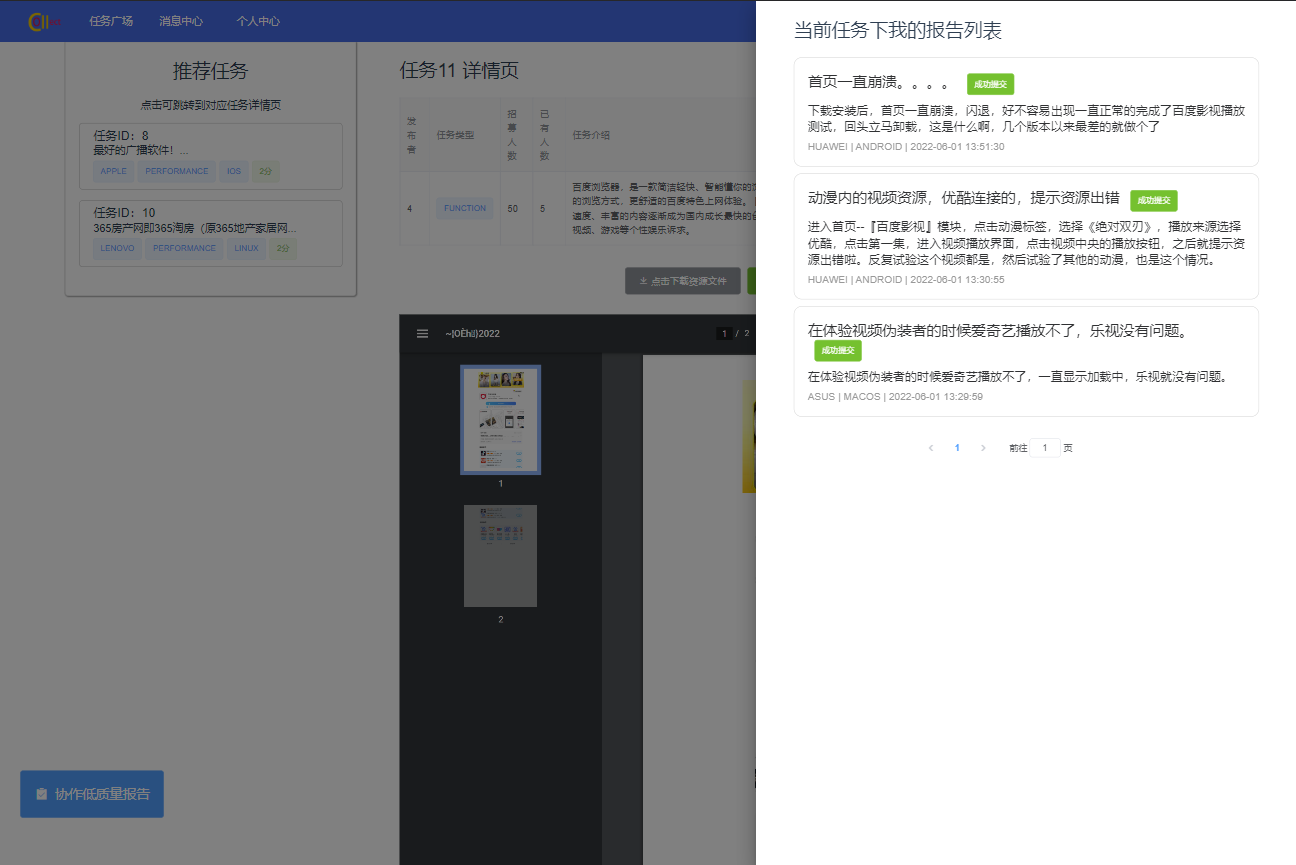 任务广场 消息中心 个人中心
推荐任务
点击可跳转到对应任务详情页
任务ID：8
最好的广播软件！...
APPLE PERFORMANCE IOS 2分
任务ID：10
365房产网即365淘房（原365地产家居网...
LENOVO PERFORMANCE LINUX 2分
协作低质量报告
任务11 详情页
发布者 任务类型 招募人数 已有人数 任务介绍
4 FUNCTION 50 5
百度浏览器，是一款简洁轻快、智能懂你的
的浏览方式，更舒适的百度特色上网体验。
速度、丰富的内容逐渐成为国内成长最快的
视频、游戏等个性娱乐诉求。
点击下载资源文件
2022
1 / 2
1
2
当前任务下我的报告列表
首页一直崩溃。。。。 成功提交
下载安装后，首页一直崩溃，闪退，好不容易出现一直正常的完成了百度影视播放
测试，回头立马卸载，这是什么啊，几个版本以来最差的就做个了
HUAWEI | ANDROID | 2022-06-01 13:51:30
动漫内的视频资源，优酷连接的，提示资源出错 成功提交
进入首页--『百度影视』模块，点击动漫标签，选择《绝对双刃》，播放来源选择
优酷，点击第一集，进入视频播放界面，点击视频中央的播放按钮，之后就提示资
源出错啦。反复试验这个视频都是，然后试验了其他的动漫，也是这个情况。
HUAWEI | ANDROID | 2022-06-01 13:30:55
在体验视频伪装者的时候爱奇艺播放不了，乐视没有问题。
成功提交
在体验视频伪装者的时候爱奇艺播放不了，一直显示加载中，乐视就没有问题。
ASUS | MACOS | 2022-06-01 13:29:59
1 前往 1 页